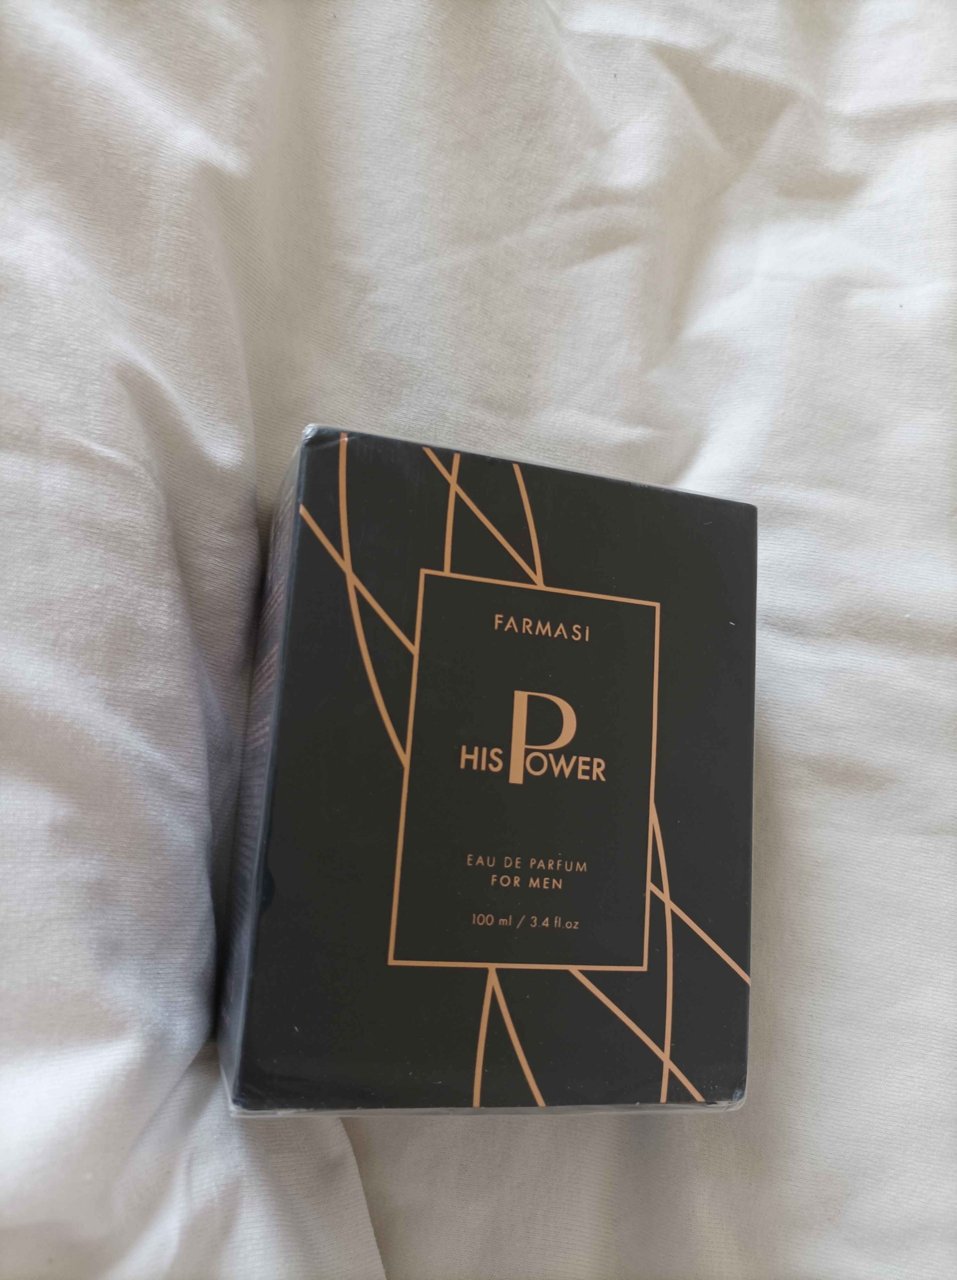 FARMASI
HIS POWER
EAU DE PARFUM
FOR MEN
100 ml / 3.4 fl.oz